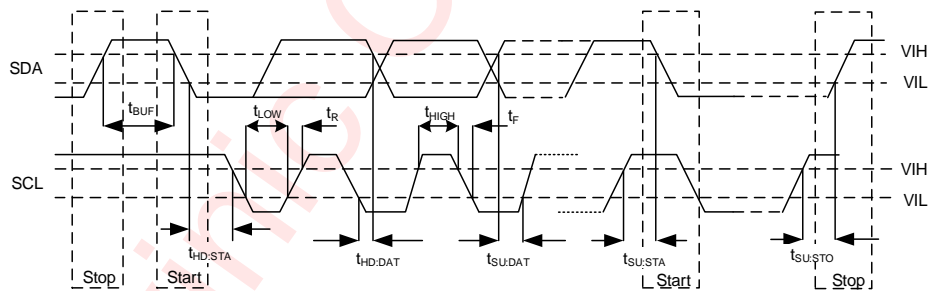 SDA
VIH
VIL
tBUF
tLOW
tR
tHIGH
tF
SCL
VIH
VIL
tHD:STA
tHD:DAT
tSU:DAT
tSU:STA
tSU:STO
Stop
Start
Start
Stop